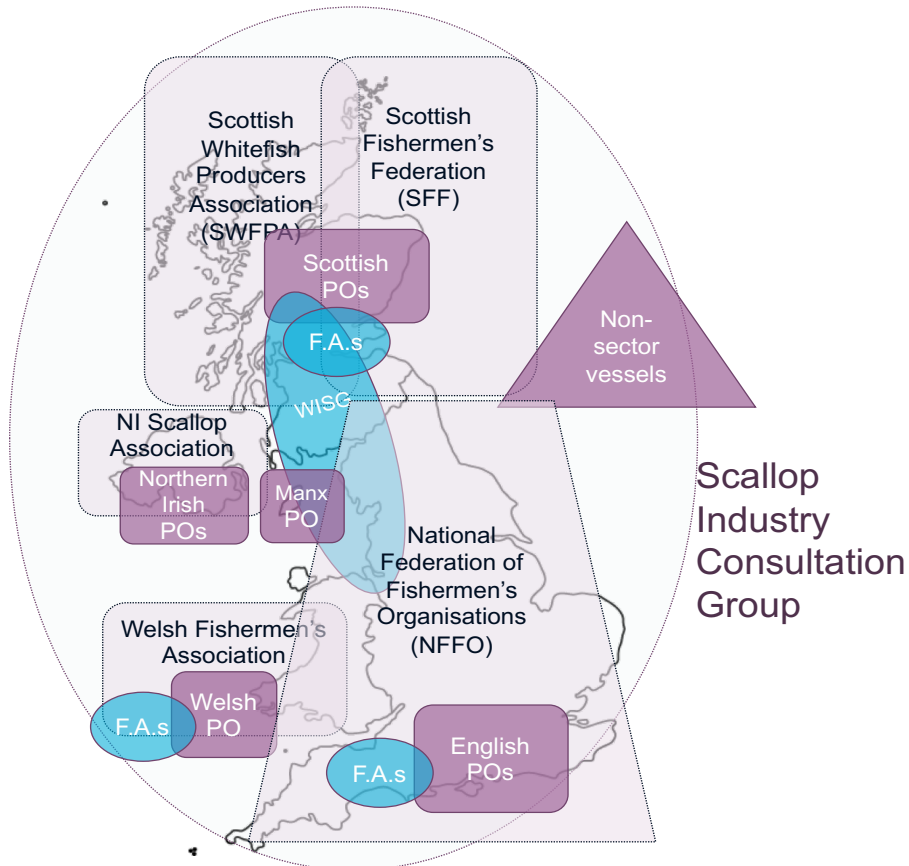 Scottish
Whitefish
Producers
Association
(SWFPA)
Scottish
Fishermen's
Federation
(SFF)
Scottish
POs
F.A.s
Non-
sector
vessels
WISG
NI Scallop
Association
Northern
Irish
POs
Manx
PO
Scallop
Industry
Consultation
Group
National
Federation of
Fishermen's
Organisations
(NFFO)
Welsh Fishermen's
Association
F.A.s
Welsh
PO
F.A.s
English
POs